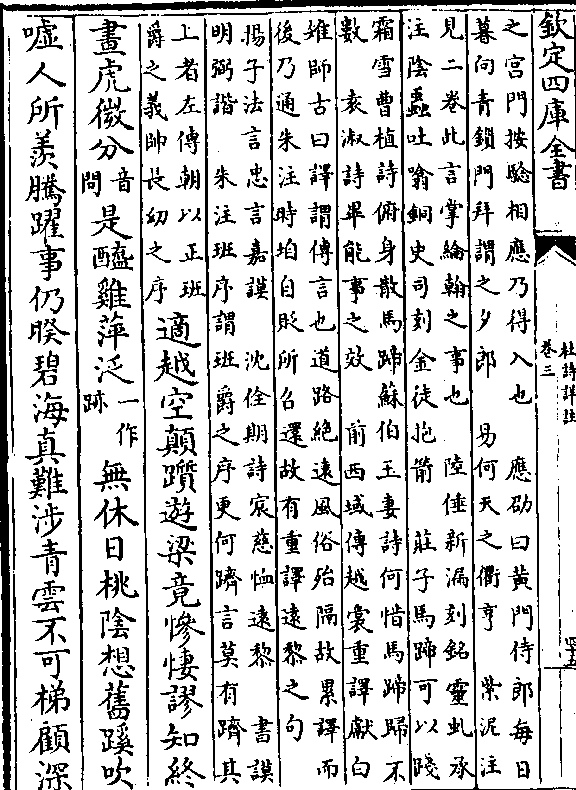 欽定四庫全書
杜詩詳註
卷三
四十五
之宮門按驗相應乃得入也　應劭曰黃門侍郎每日
暮向青鎖門拜謂之夕郎　易何天之衢亨　紫泥注
見二卷此言掌綸翰之事也　陸倕新漏刻銘靈虬承
注陰蟲吐噏銅史司刻金徒抱箭　莊子馬蹄可以踐
霜雪曹植詩俯身散馬蹄蘇伯玉妻詩何惜馬蹄歸不
數　袁淑詩畢能事之效　前西域傳越裳重譯獻白
雉師古曰譯謂傳言也道路絕遠風俗殆隔故累譯而
後乃通朱注時垍自貶所召還故有重譯遠黎之句
揚子法言忠言嘉謨　沈佺期詩宸慈恤遠黎　書謨
明弼諧　朱注班序謂班爵之序更何躋言莫有躋其
上者左傳朝以正班
爵之義帥長幼之序
適越空顛躓遊梁竟慘悽謬知終
畫虎微分音問是醯雞萍泛一作跡無休日桃陰想舊蹊吹
噓人所羨騰躍事仍暌碧海真難涉青雲不可梯顧深